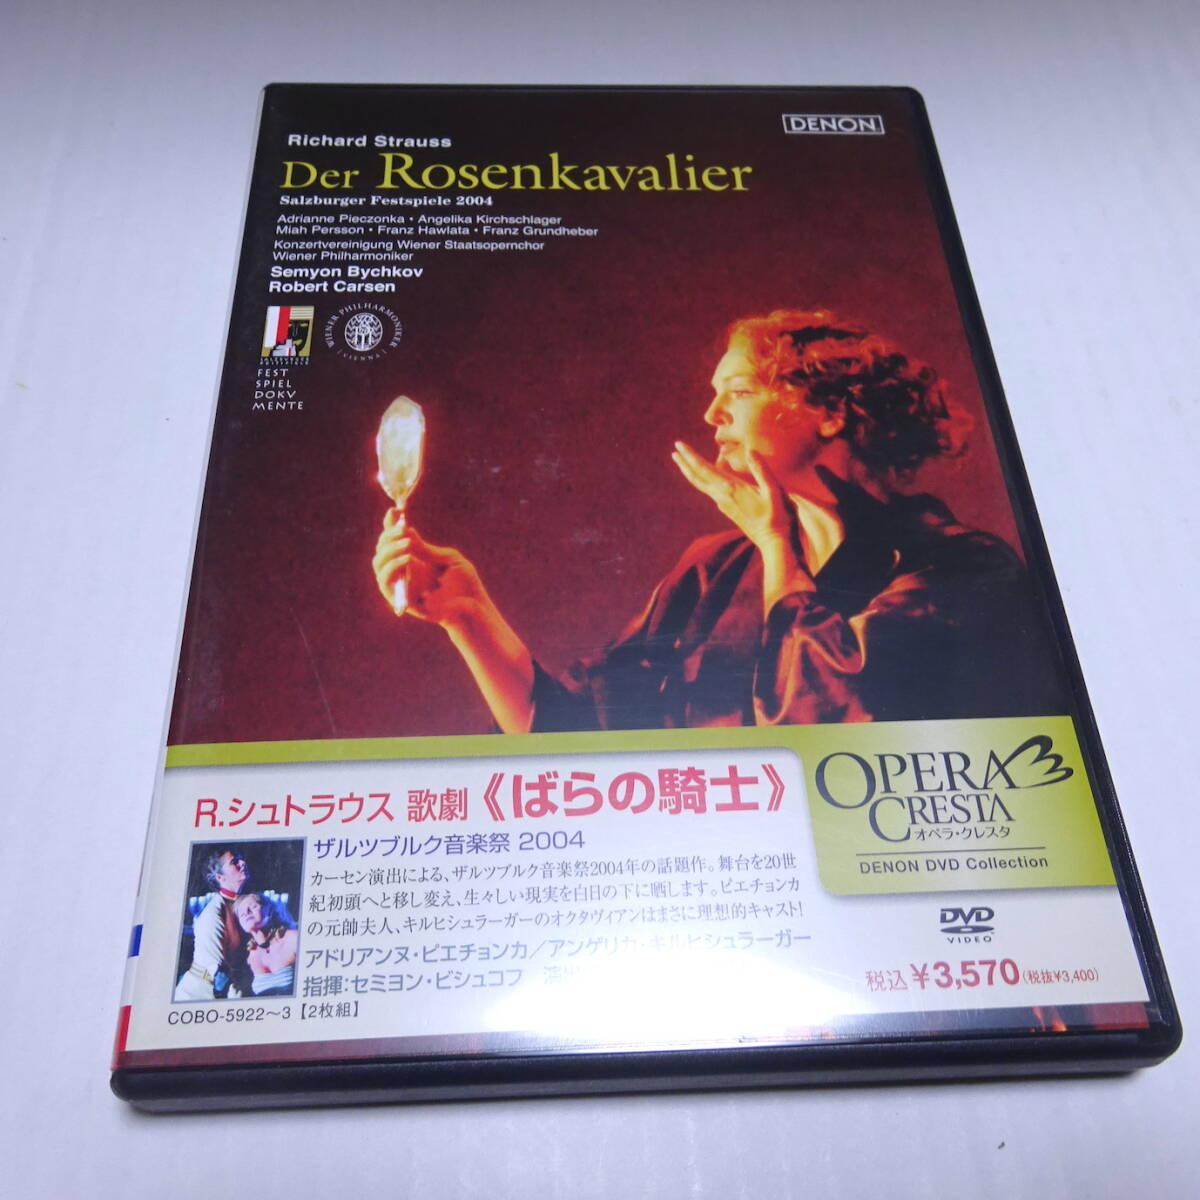 DENON
Richard Strauss
Der Rosenkavalier
Salzburger Festspiele 2004
Adrianne Pieczonka・Angelika Kirchschlager
Miah Persson・Franz Hawlata・Franz Grundheber
Konzertvereinigung Wiener Staatsopernchor
Wiener Philharmoniker
Semyon Bychkov
Robert Carsen
WIENER PHILHARMONIKER
VIENNA
SALZBURGER
FESTSPIELE
FEST
SPIEL
DOKU
MENTE
R.シュトラウス 歌劇《ばらの騎士》
ザルツブルク音楽祭 2004
カーセン演出による、ザルツブルク音楽祭2004年の話題作。舞台を20世
紀初頭へと移し変え、生々しい現実を白日の下に晒します。ピエチョンカ
の元帥夫人、キルヒシュラーガーのオクタヴィアンはまさに理想的キャスト!
アドリアンヌ・ピエチョンカ/アンゲリカ・キルヒシュラーガー
指揮:セミヨン・ビシュコフ 演出
COBO-5922〜3【2枚組】
OPERA
CRESTA
オペラ・クレスタ
DENON DVD Collection
DVD
VIDEO
税込¥3,570(税抜¥3,400)